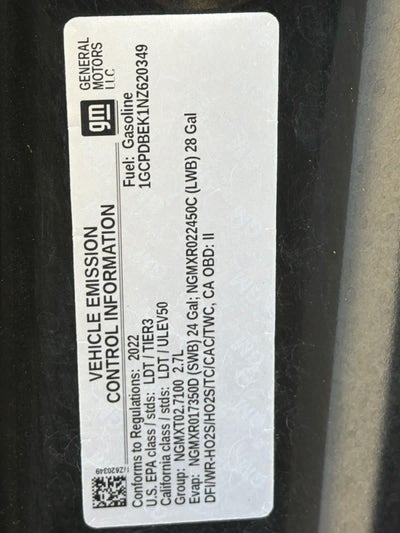 VEHICLE EMISSION
CONTROL INFORMATION
gm
GENERAL
MOTORS
LLC
Z620349
Conforms to Regulations: 2022
Fuel: Gasoline
U.S. EPA class / stds: LDT / TIER3
1GCPDBEK1NZ620349
California class / stds: LDT / ULEV50
Group: NGMXT02.7100 2.7L
Evap: NGMXR017350D (SWB) 24 Gal; NGMXR022450C (LWB) 28 Gal
DFI/WR-HO2S/HO2S/TC/CAC/TWC, CA OBD: II